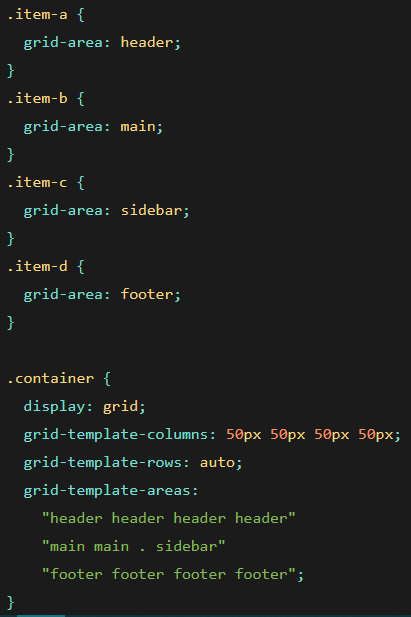 .item-a {
  grid-area: header;
}
.item-b {
  grid-area: main;
}
.item-c {
  grid-area: sidebar;
}
.item-d {
  grid-area: footer;
}

.container {
  display: grid;
  grid-template-columns: 50px 50px 50px 50px;
  grid-template-rows: auto;
  grid-template-areas:
    "header header header header"
    "main main . sidebar"
    "footer footer footer footer";
}